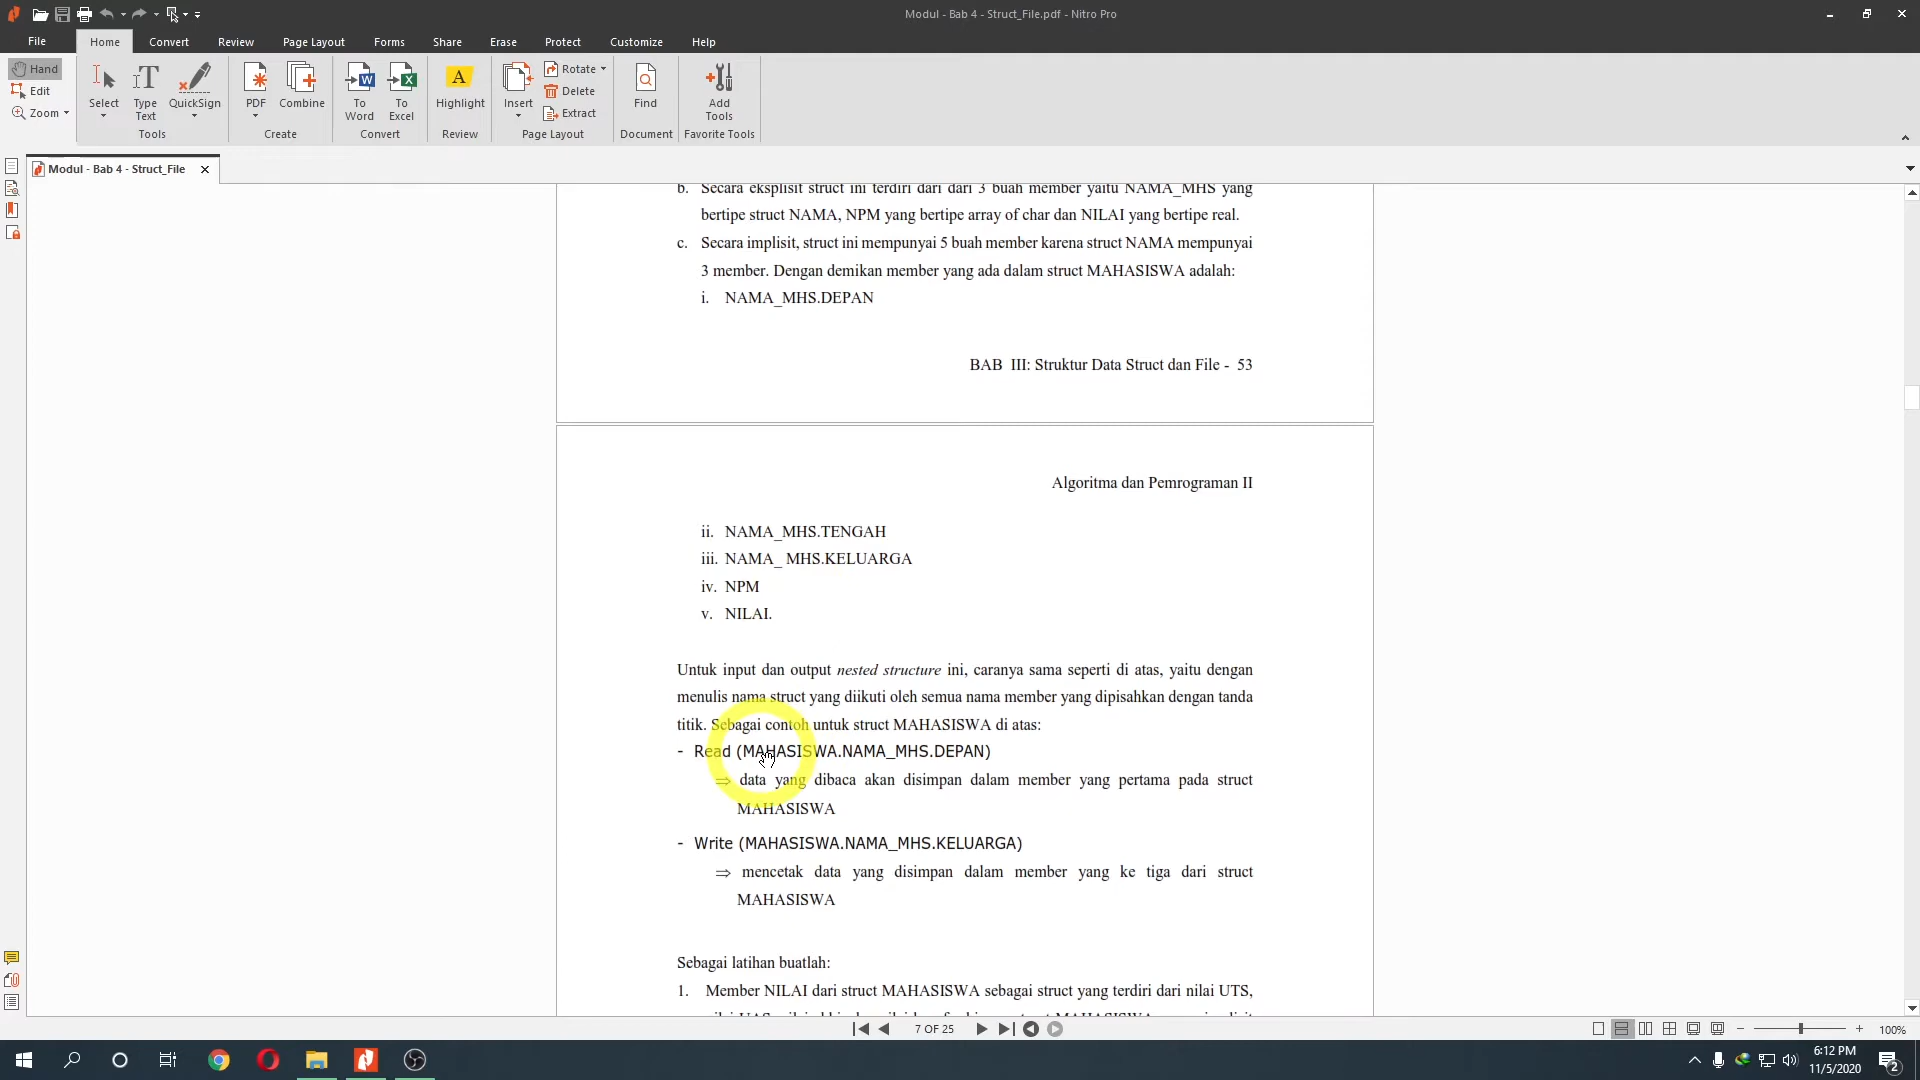 Modul - Bab 4 - Struct_File.pdf - Nitro Pro
File Home Convert Review Page Layout Forms Share Erase Protect Customize Help
Hand
Edit
Zoom
Select
Type Text
QuickSign
Tools
PDF
Combine
Create
To Word
To Excel
Convert
Highlight
Review
Insert
Rotate
Delete
Extract
Page Layout
Find
Document
Add Tools
Favorite Tools
Modul - Bab 4 - Struct_File
b. Secara eksplisit struct ini terdiri dari dari 3 buah member yaitu NAMA_MHS yang
bertipe struct NAMA, NPM yang bertipe array of char dan NILAI yang bertipe real.
c. Secara implisit, struct ini mempunyai 5 buah member karena struct NAMA mempunyai
3 member. Dengan demikan member yang ada dalam struct MAHASISWA adalah:
i. NAMA_MHS.DEPAN
BAB III: Struktur Data Struct dan File - 53
Algoritma dan Pemrograman II
ii. NAMA_MHS.TENGAH
iii. NAMA_ MHS.KELUARGA
iv. NPM
v. NILAI.
Untuk input dan output nested structure ini, caranya sama seperti di atas, yaitu dengan
menulis nama struct yang diikuti oleh semua nama member yang dipisahkan dengan tanda
titik. Sebagai contoh untuk struct MAHASISWA di atas:
- Read (MAHASISWA.NAMA_MHS.DEPAN)
⇒ data yang dibaca akan disimpan dalam member yang pertama pada struct
MAHASISWA
- Write (MAHASISWA.NAMA_MHS.KELUARGA)
⇒ mencetak data yang disimpan dalam member yang ke tiga dari struct
MAHASISWA
Sebagai latihan buatlah:
1. Member NILAI dari struct MAHASISWA sebagai struct yang terdiri dari nilai UTS,
7 OF 25
100%
6:12 PM
11/5/2020
2